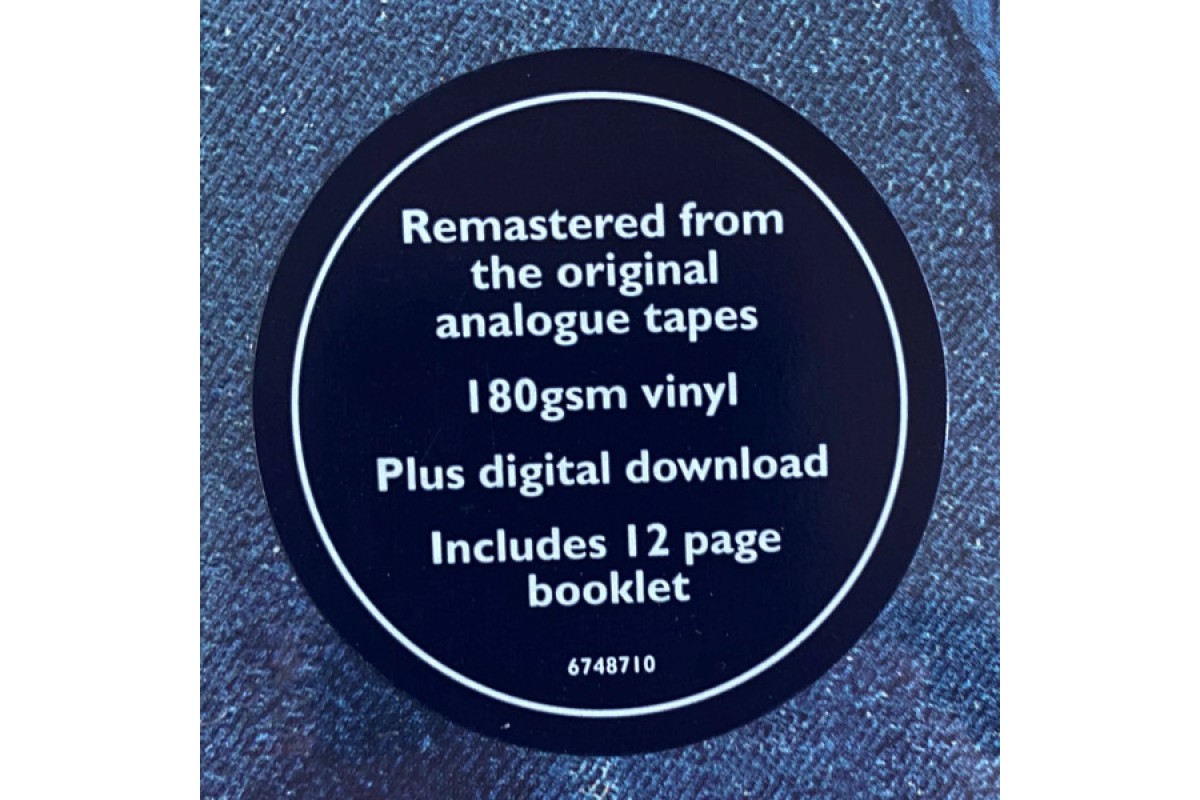 Remastered from
the original
analogue tapes
180gsm vinyl
Plus digital download
Includes 12 page
booklet
6748710